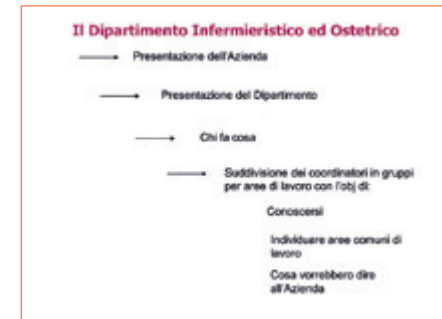 Il Dipartimento Infermieristico ed Ostetrico
Presentazione dell'Azienda
Presentazione del Dipartimento
Chi fa cosa
Suddivisione dei coordinatori in gruppi
per aree di lavoro con l'obj di:
Conoscersi
Individuare aree comuni di
lavoro
Cosa vorrebbero dire
all'Azienda